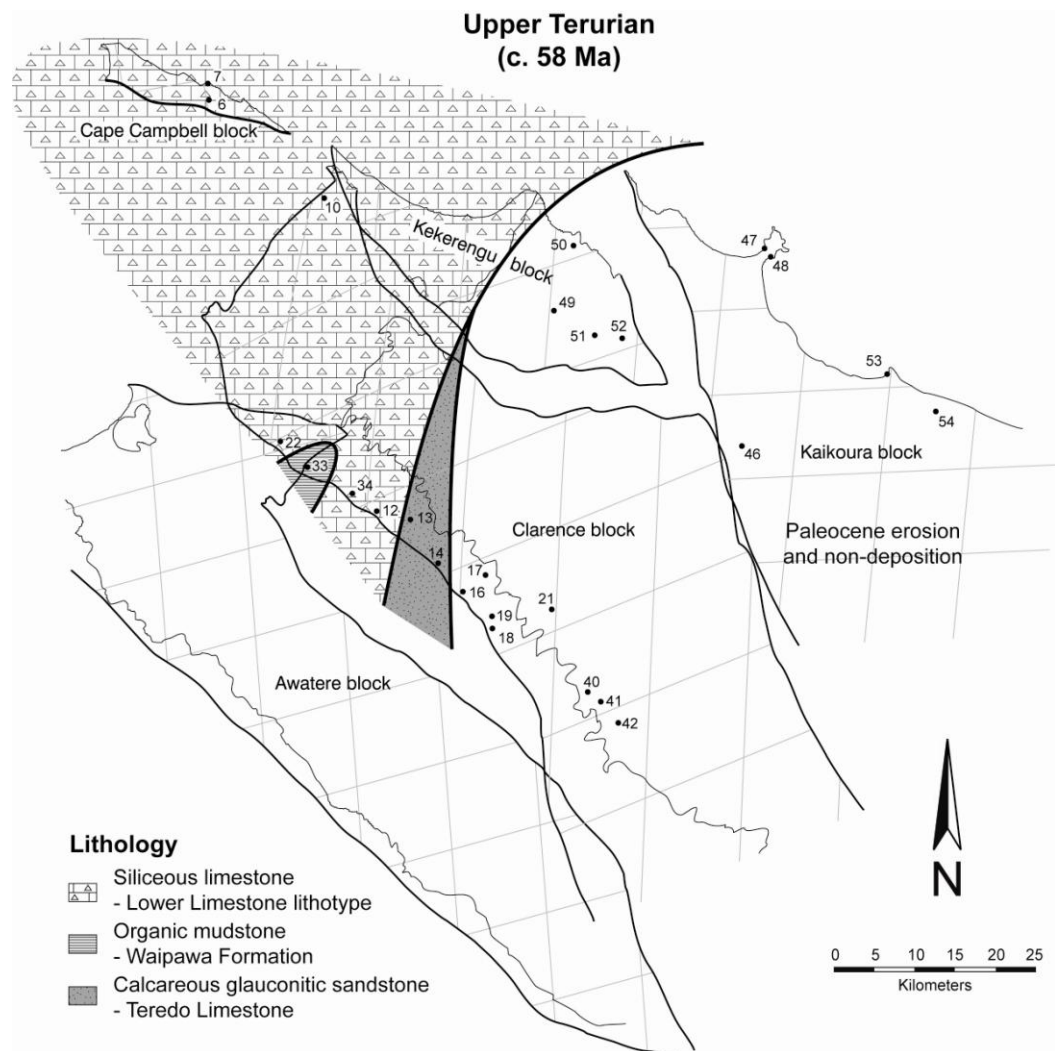 Upper Terurian
(c. 58 Ma)
7
6
Cape Campbell block
10
Kekerengu block
50
47
48
49
51
52
53
54
22
33
34
12
13
46
Kaikoura block
Clarence block
Paleocene erosion
and non-deposition
14
17
16
19
18
21
Awatere block
40
41
42
N
Lithology
Siliceous limestone
- Lower Limestone lithotype
Organic mudstone
- Waipawa Formation
Calcareous glauconitic sandstone
- Teredo Limestone
0 5 10 15 20 25
Kilometers